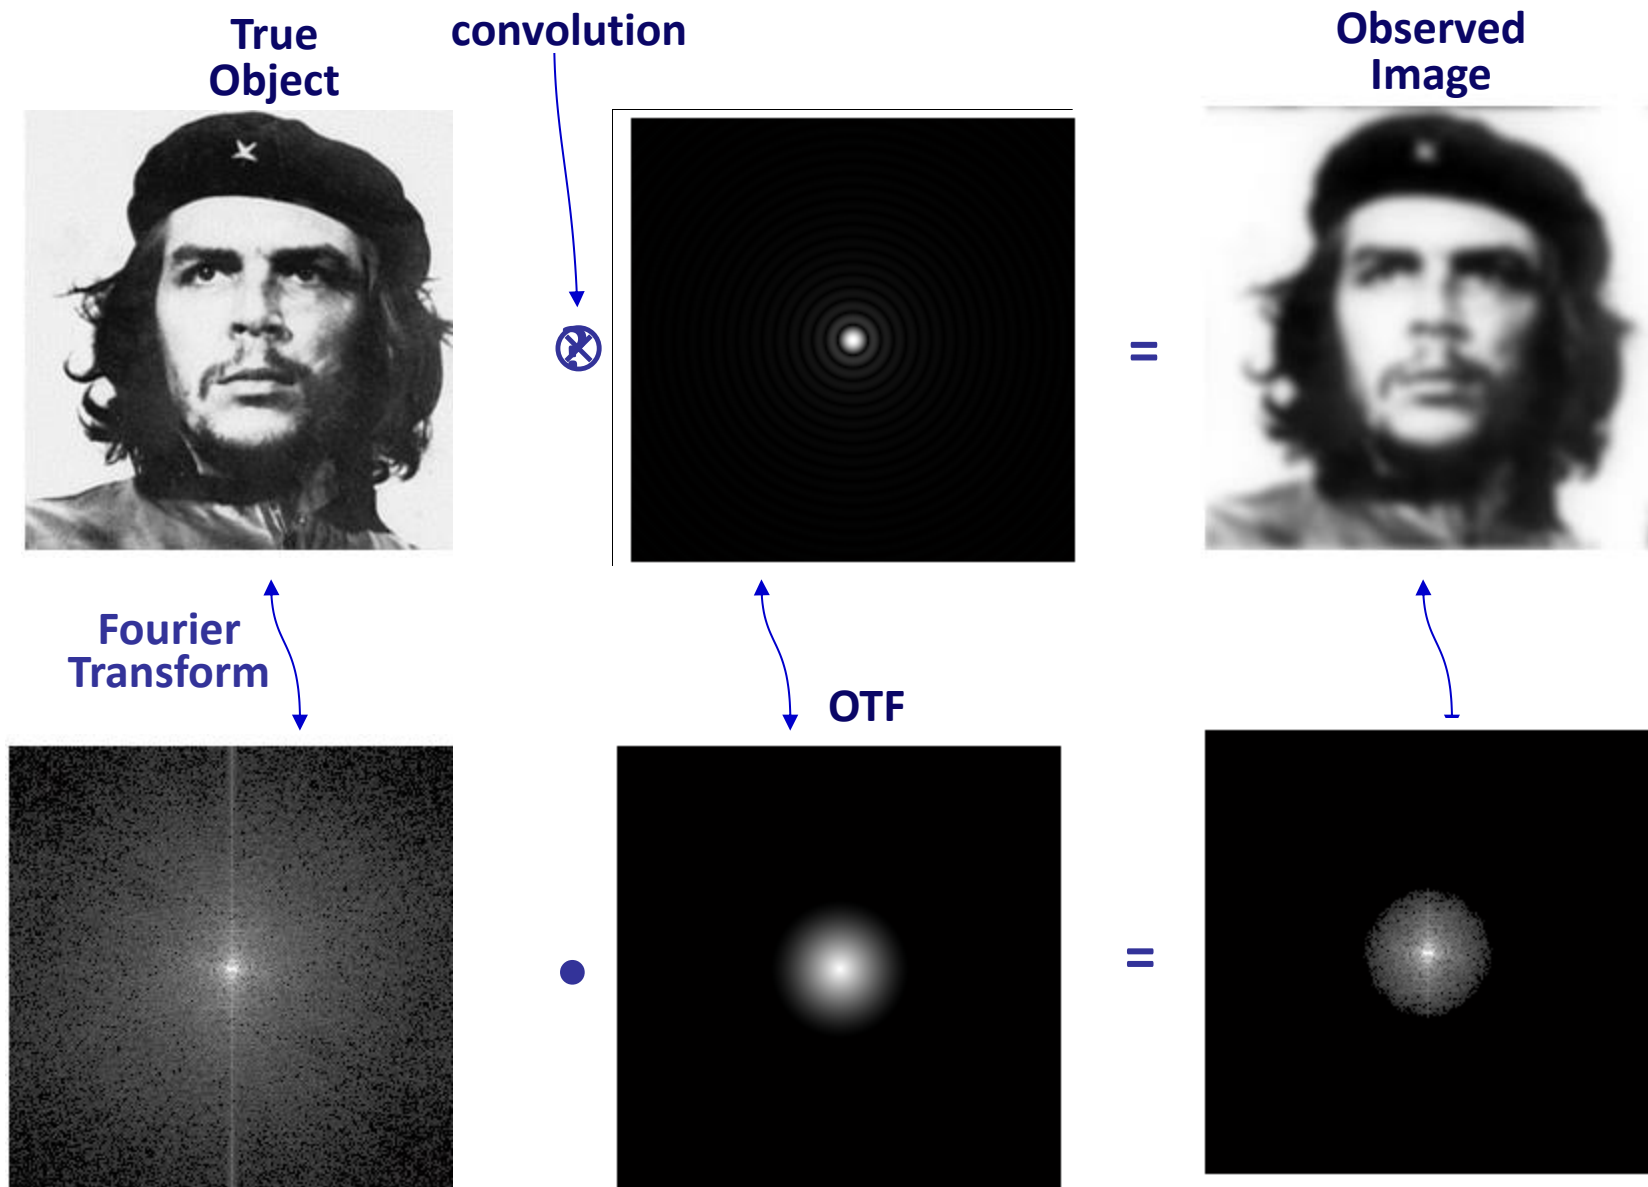 True
Object
convolution
Observed
Image
=
Fourier
Transform
OTF
=